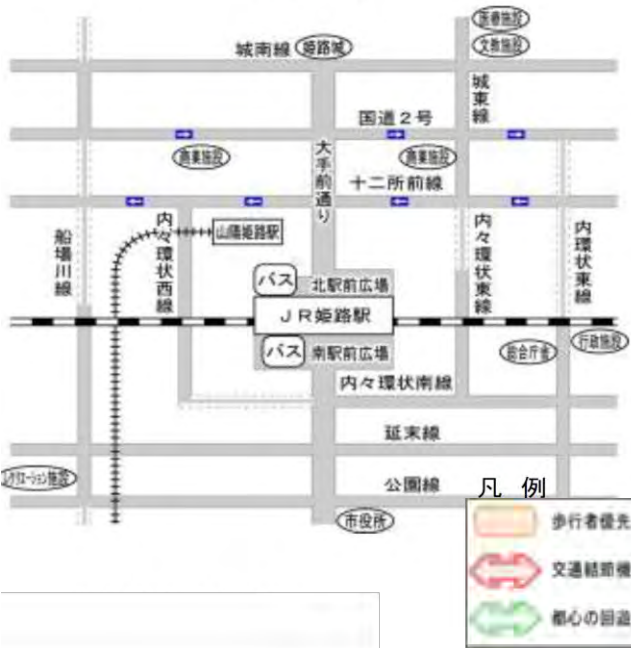 医療施設
城南線
姫路城
文教施設
城東線
国道２号
大手前通り
商業施設
商業施設
十二所前線
船場川線
内々環状西線
山陽姫路駅
内々環状東線
内環状東線
バス
北駅前広場
ＪＲ姫路駅
バス
南駅前広場
総合庁舎
行政施設
内々環状南線
延末線
公園線
市役所
凡 例
歩行者優先
交通結節機
都心の回遊